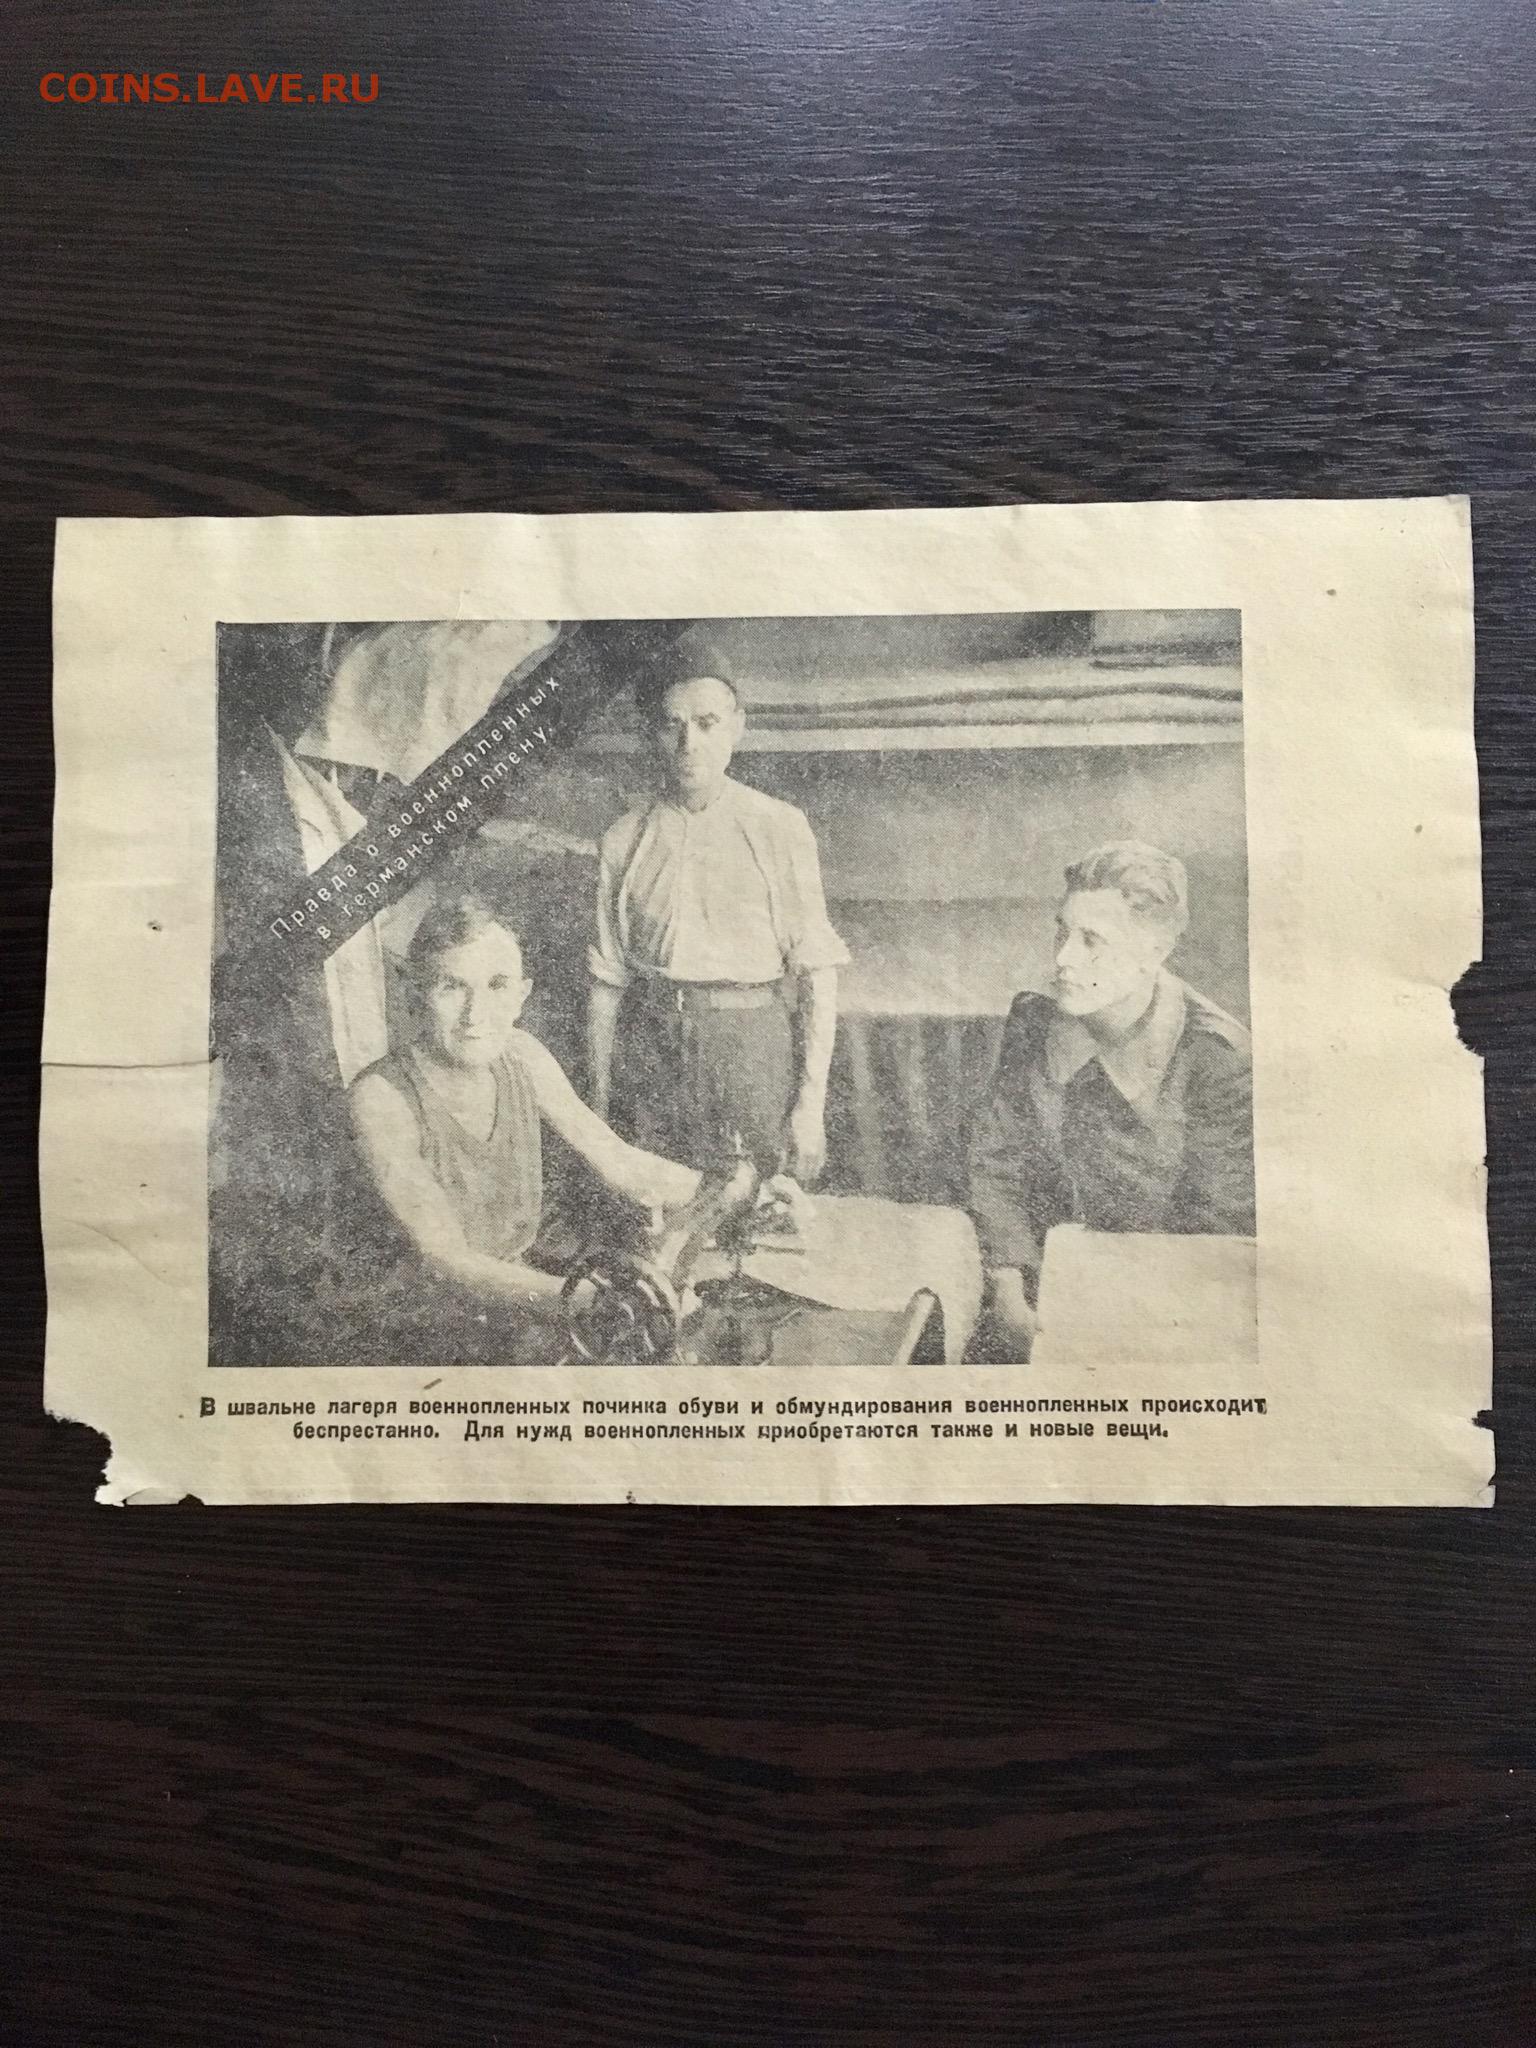 COINS.LAVE.RU
Правда о военнопленных
в германском плену.
В швальне лагеря военнопленных починка обуви и обмундирования военнопленных происходит
беспрестанно. Для нужд военнопленных приобретаются также и новые вещи.